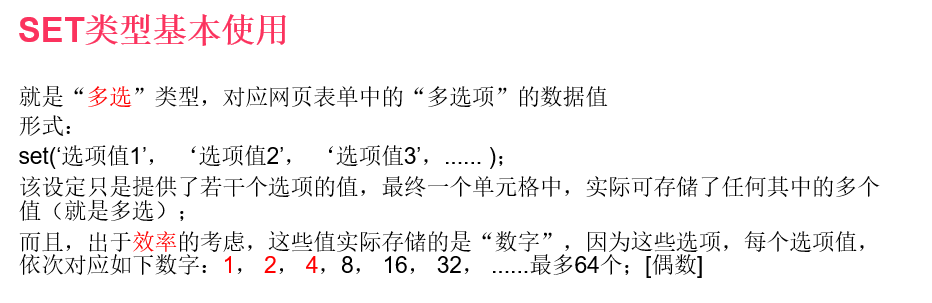 SET类型基本使用
就是“多选”类型，对应网页表单中的“多选项”的数据值
形式：
set(‘选项值1’， ‘选项值2’， ‘选项值3’，...... );
该设定只是提供了若干个选项的值，最终一个单元格中，实际可存储了任何其中的多个
值（就是多选）；
而且，出于效率的考虑，这些值实际存储的是“数字”，因为这些选项，每个选项值，
依次对应如下数字：1， 2， 4，8， 16， 32， ......最多64个；[偶数]